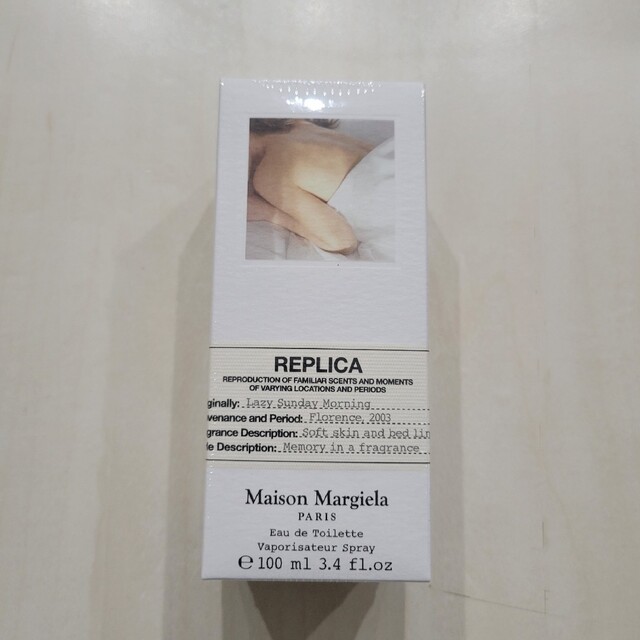 REPLICA
REPRODUCTION OF FAMILIAR SCENTS AND MOMENTS
OF VARYING LOCATIONS AND PERIODS
ginally: Lazy Sunday Morning
venance and Period: Florence, 2003
grance Description: Soft skin and bed lin
le Description: Memory in a fragrance
Maison Margiela
PARIS
Eau de Toilette
Vaporisateur Spray
℮ 100 ml 3.4 fl.oz